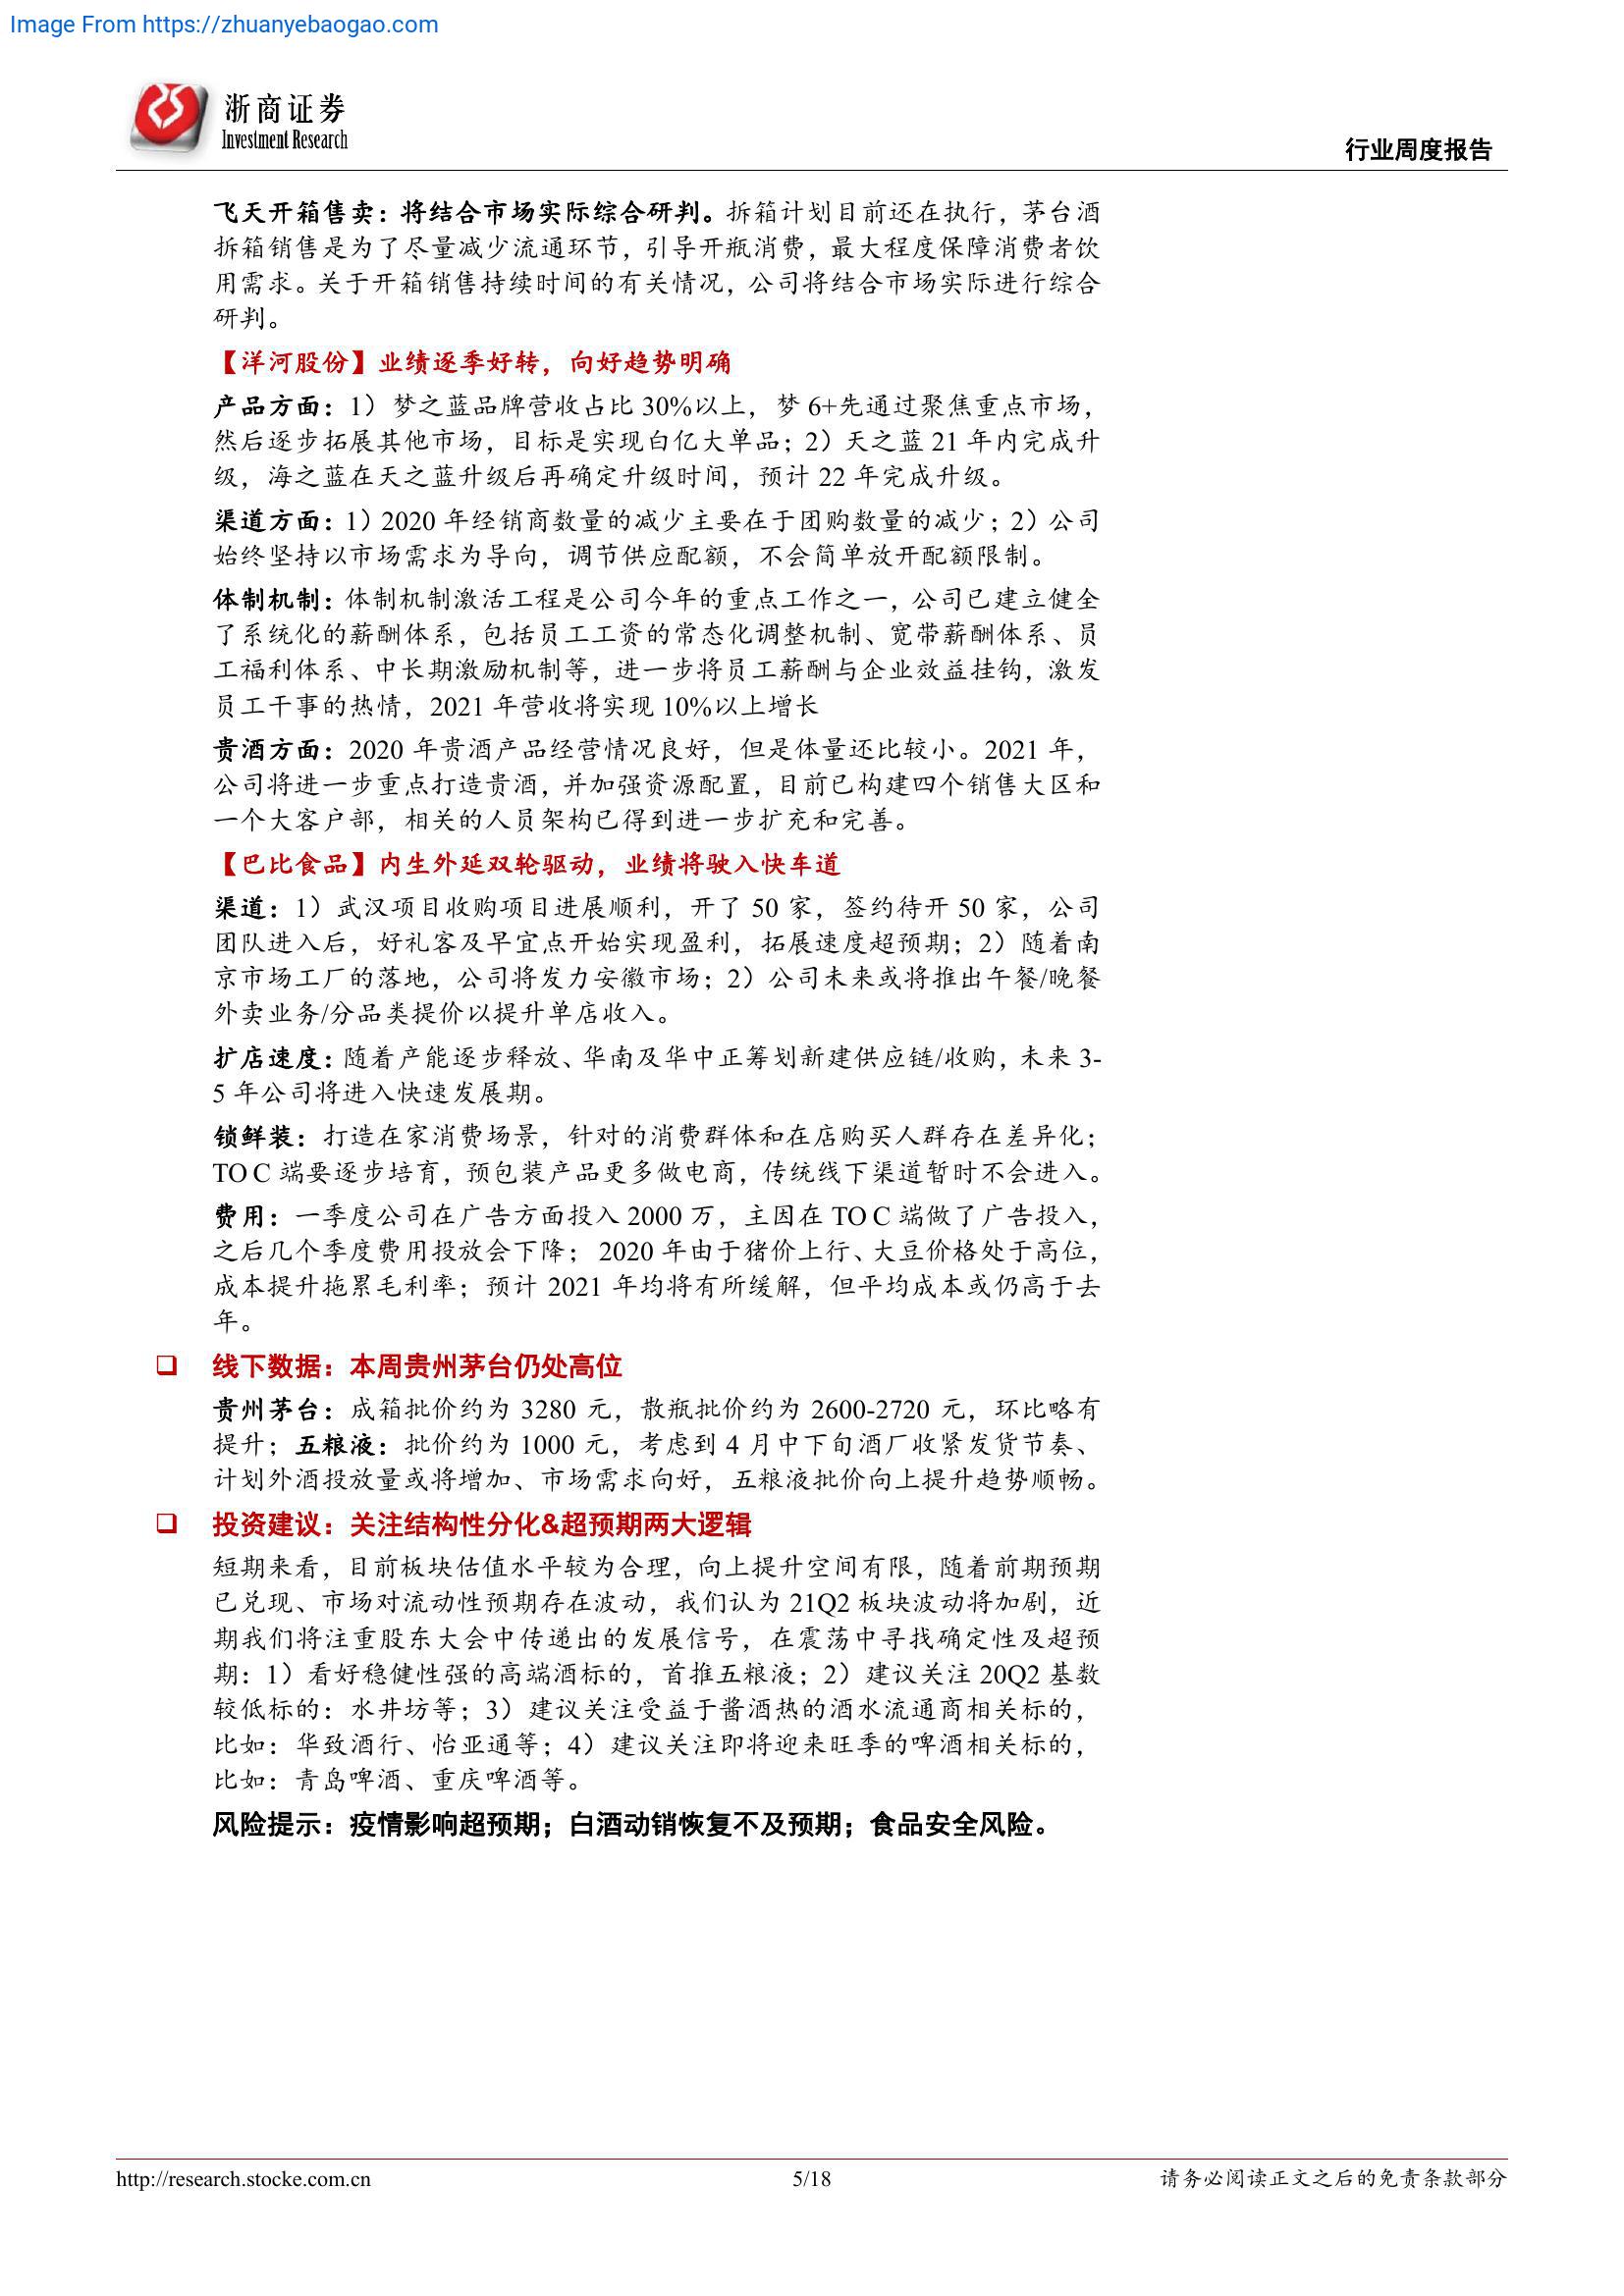 Image From https://zhuanyebaogao.com
浙商证券
Investment Research
行业周度报告
飞天开箱售卖：将结合市场实际综合研判。拆箱计划目前还在执行，茅台酒
拆箱销售是为了尽量减少流通环节，引导开瓶消费，最大程度保障消费者饮
用需求。关于开箱销售持续时间的有关情况，公司将结合市场实际进行综合
研判。
【洋河股份】业绩逐季好转，向好趋势明确
产品方面：1）梦之蓝品牌营收占比 30%以上，梦 6+先通过聚焦重点市场，
然后逐步拓展其他市场，目标是实现白亿大单品；2）天之蓝 21 年内完成升
级，海之蓝在天之蓝升级后再确定升级时间，预计 22 年完成升级。
渠道方面：1）2020 年经销商数量的减少主要在于团购数量的减少；2）公司
始终坚持以市场需求为导向，调节供应配额，不会简单放开配额限制。
体制机制：体制机制激活工程是公司今年的重点工作之一，公司已建立健全
了系统化的薪酬体系，包括员工工资的常态化调整机制、宽带薪酬体系、员
工福利体系、中长期激励机制等，进一步将员工薪酬与企业效益挂钩，激发
员工干事的热情，2021 年营收将实现 10%以上增长
贵酒方面：2020 年贵酒产品经营情况良好，但是体量还比较小。2021 年，
公司将进一步重点打造贵酒，并加强资源配置，目前已构建四个销售大区和
一个大客户部，相关的人员架构已得到进一步扩充和完善。
【巴比食品】内生外延双轮驱动，业绩将驶入快车道
渠道：1）武汉项目收购项目进展顺利，开了 50 家，签约待开 50 家，公司
团队进入后，好礼客及早宜点开始实现盈利，拓展速度超预期；2）随着南
京市场工厂的落地，公司将发力安徽市场；2）公司未来或将推出午餐/晚餐
外卖业务/分品类提价以提升单店收入。
扩店速度：随着产能逐步释放、华南及华中正筹划新建供应链/收购，未来 3-
5 年公司将进入快速发展期。
锁鲜装：打造在家消费场景，针对的消费群体和在店购买人群存在差异化；
TO C 端要逐步培育，预包装产品更多做电商，传统线下渠道暂时不会进入。
费用：一季度公司在广告方面投入 2000 万，主因在 TO C 端做了广告投入，
之后几个季度费用投放会下降； 2020 年由于猪价上行、大豆价格处于高位，
成本提升拖累毛利率；预计 2021 年均将有所缓解，但平均成本或仍高于去
年。
❑ 线下数据：本周贵州茅台仍处高位
贵州茅台：成箱批价约为 3280 元，散瓶批价约为 2600-2720 元，环比略有
提升；五粮液：批价约为 1000 元，考虑到 4 月中下旬酒厂收紧发货节奏、
计划外酒投放量或将增加、市场需求向好，五粮液批价向上提升趋势顺畅。
❑ 投资建议：关注结构性分化&超预期两大逻辑
短期来看，目前板块估值水平较为合理，向上提升空间有限，随着前期预期
已兑现、市场对流动性预期存在波动，我们认为 21Q2 板块波动将加剧，近
期我们将注重股东大会中传递出的发展信号，在震荡中寻找确定性及超预
期：1）看好稳健性强的高端酒标的，首推五粮液；2）建议关注 20Q2 基数
较低标的：水井坊等；3）建议关注受益于酱酒热的酒水流通商相关标的，
比如：华致酒行、怡亚通等；4）建议关注即将迎来旺季的啤酒相关标的，
比如：青岛啤酒、重庆啤酒等。
风险提示：疫情影响超预期；白酒动销恢复不及预期；食品安全风险。
http://research.stocke.com.cn
5/18
请务必阅读正文之后的免责条款部分